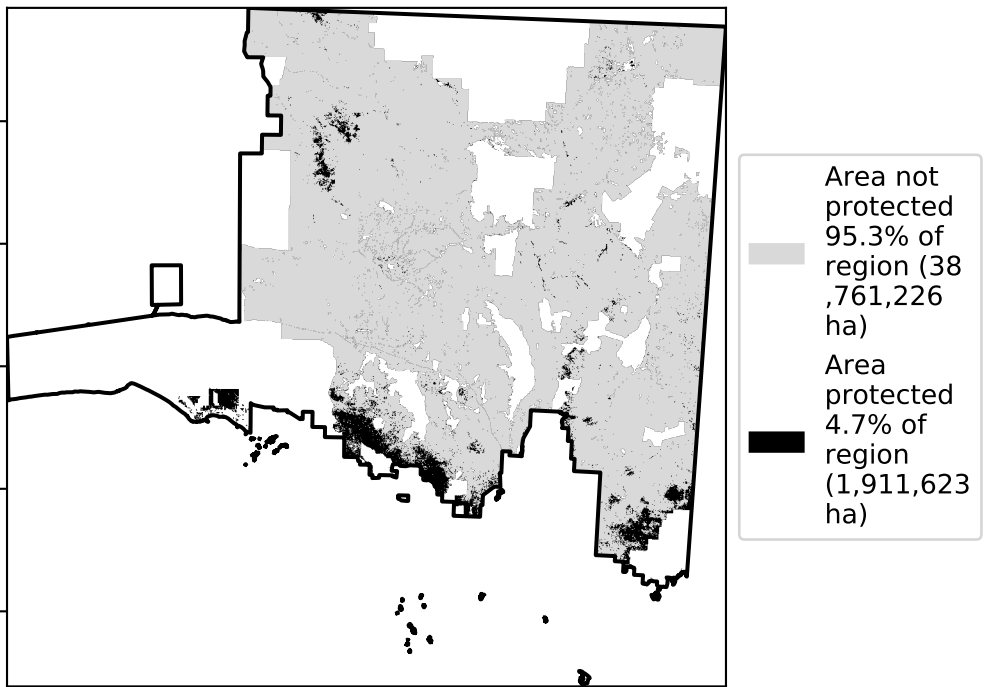 Area not
protected
95.3% of
region (38
,761,226
ha)
Area
protected
4.7% of
region
(1,911,623
ha)